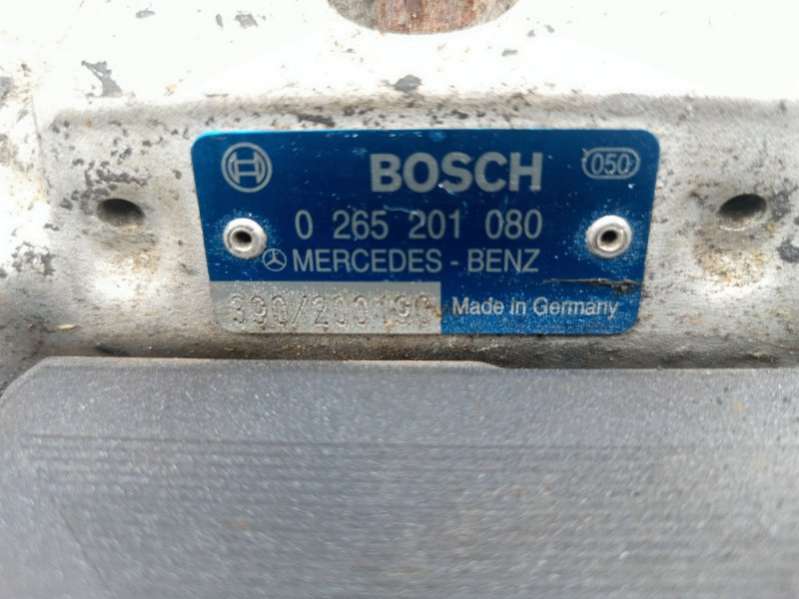 BOSCH
050
0 265 201 080
MERCEDES - BENZ
Made in Germany